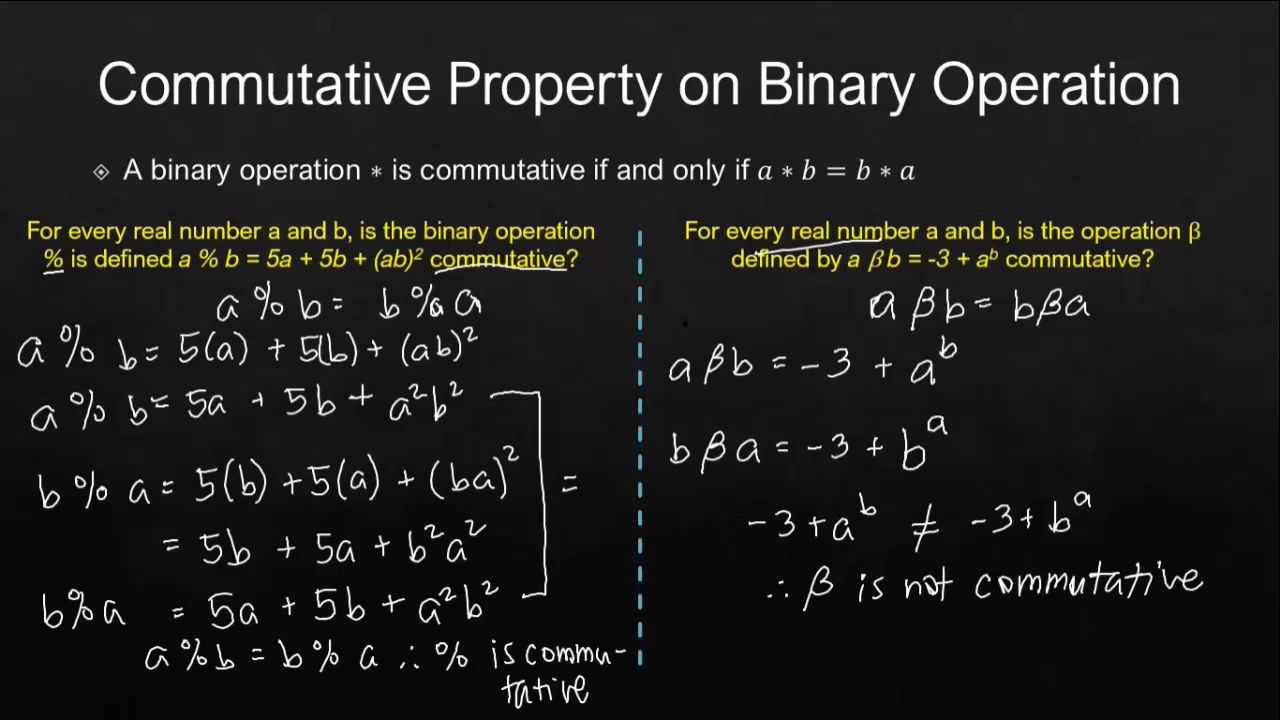 Commutative Property on Binary Operation
A binary operation ∗ is commutative if and only if a ∗ b = b ∗ a
For every real number a and b, is the binary operation
% is defined a % b = 5a + 5b + (ab)² commutative?
a % b = b % a
a % b = 5(a) + 5(b) + (ab)²
a % b = 5a + 5b + a²b²
b % a = 5(b) + 5(a) + (ba)²
=
= 5b + 5a + b²a²
b % a = 5a + 5b + a²b²
a % b = b % a ∴ % is commu-
tative
For every real number a and b, is the operation β
defined by a β b = -3 + aᵇ commutative?
a β b = b β a
a β b = -3 + aᵇ
b β a = -3 + bᵃ
-3 + aᵇ ≠ -3 + bᵃ
∴ β is not commutative